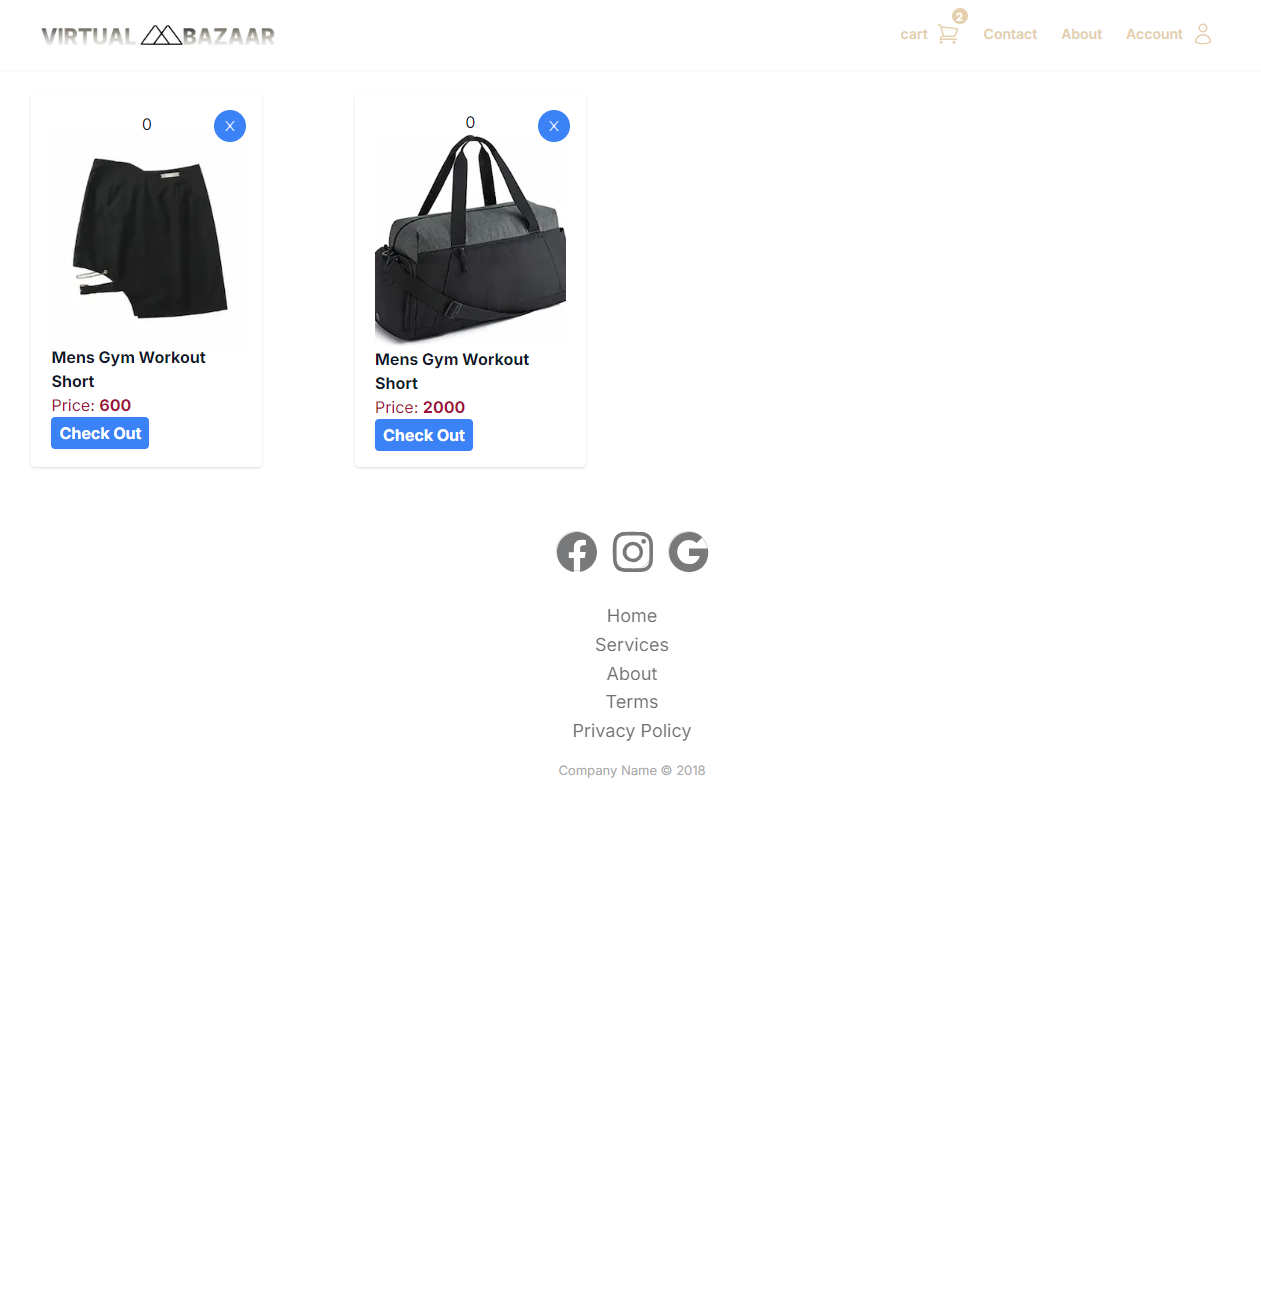 VIRTUAL BAZAAR
cart 2 Contact About Account
0 X
Mens Gym Workout
Short
Price: 600
Check Out
0 X
Mens Gym Workout
Short
Price: 2000
Check Out
Home
Services
About
Terms
Privacy Policy
Company Name © 2018